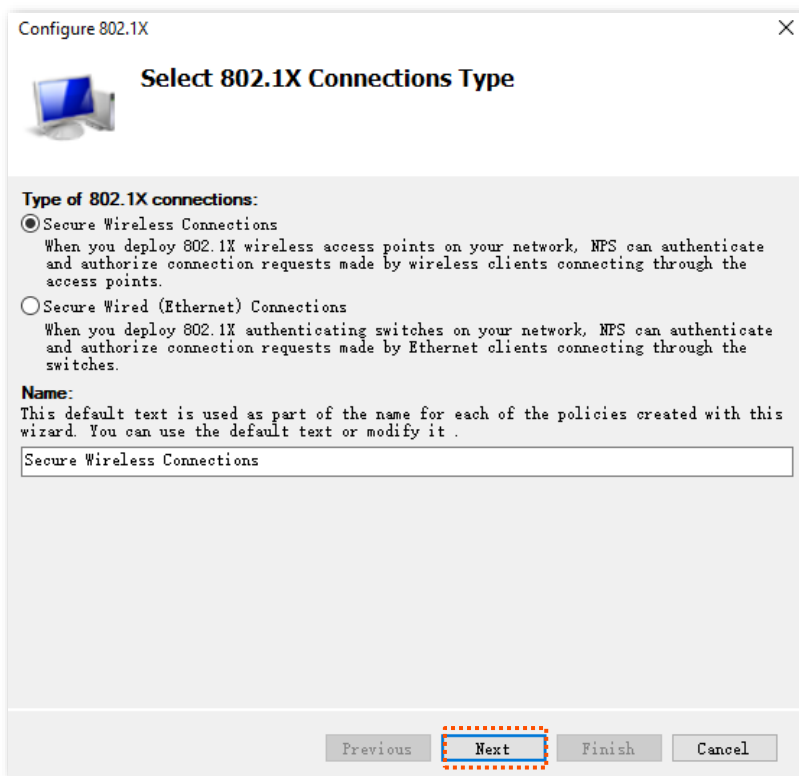 Configure 802.1X
Select 802.1X Connections Type
Type of 802.1X connections:
Secure Wireless Connections
When you deploy 802.1X wireless access points on your network, NPS can authenticate
and authorize connection requests made by wireless clients connecting through the
access points.
Secure Wired (Ethernet) Connections
When you deploy 802.1X authenticating switches on your network, NPS can authenticate
and authorize connection requests made by Ethernet clients connecting through the
switches.
Name:
This default text is used as part of the name for each of the policies created with this
wizard. You can use the default text or modify it .
Secure Wireless Connections
Previous Next Finish Cancel